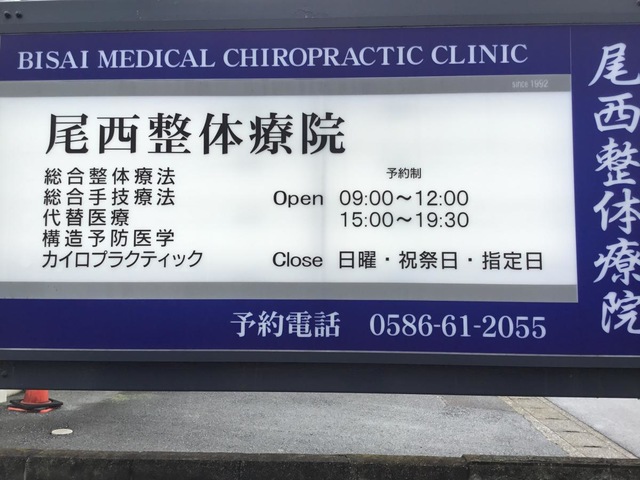 BISAI MEDICAL CHIROPRACTIC CLINIC
since 1992
尾西整体療院
総合整体療法
総合手技療法
代替医療
構造予防医学
カイロプラクティック
予約制
Open 09:00～12:00
15:00～19:30
Close 日曜・祝祭日・指定日
予約電話 0586-61-2055
尾西整体療院